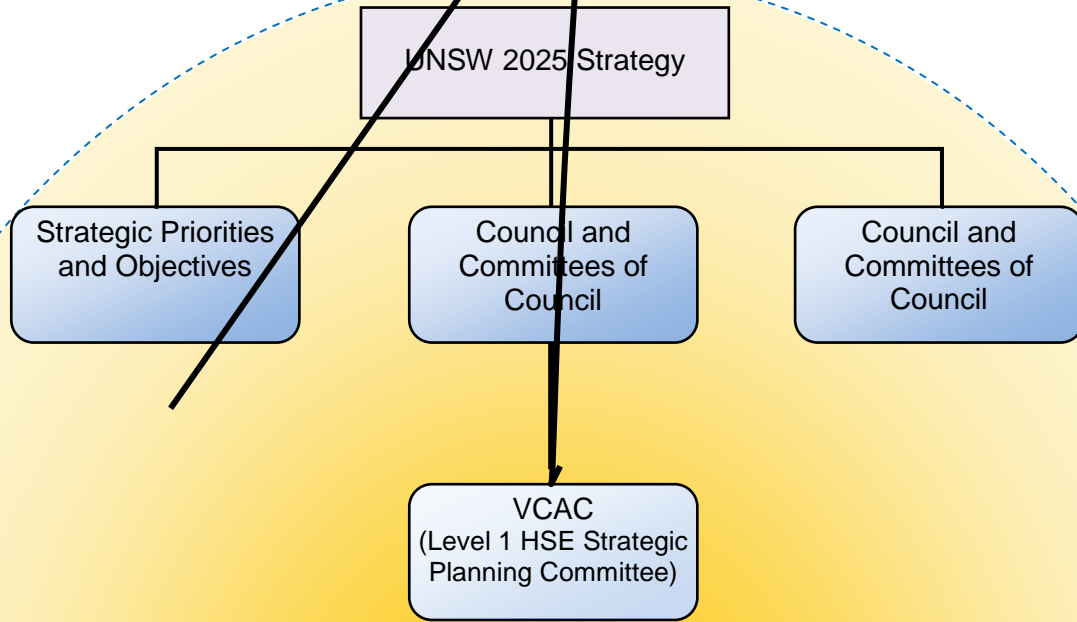 UNSW 2025 Strategy
Strategic Priorities
and Objectives
Council and
Committees of
Council
Council and
Committees of
Council
VCAC
(Level 1 HSE Strategic
Planning Committee)